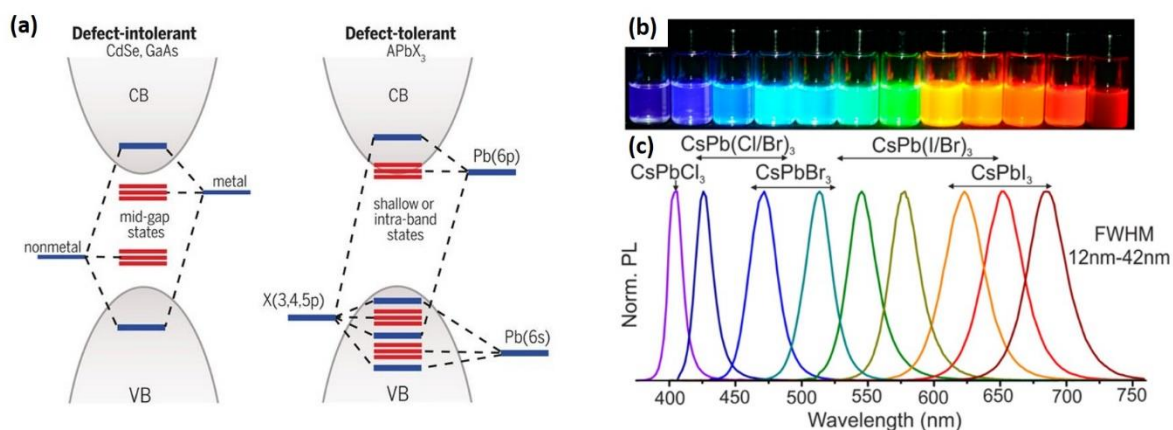 (a)
Defect-intolerant
CdSe, GaAs
CB
metal
mid-gap
states
nonmetal
VB
Defect-tolerant
APbX₃
CB
Pb(6p)
shallow or
intra-band
states
X(3,4,5p)
Pb(6s)
VB
(b)
(c)
CsPb(Cl/Br)₃
CsPb(I/Br)₃
CsPbCl₃
CsPbBr₃
CsPbI₃
FWHM
12nm-42nm
Norm. PL
400 450 500 550 600 650 700 750
Wavelength (nm)